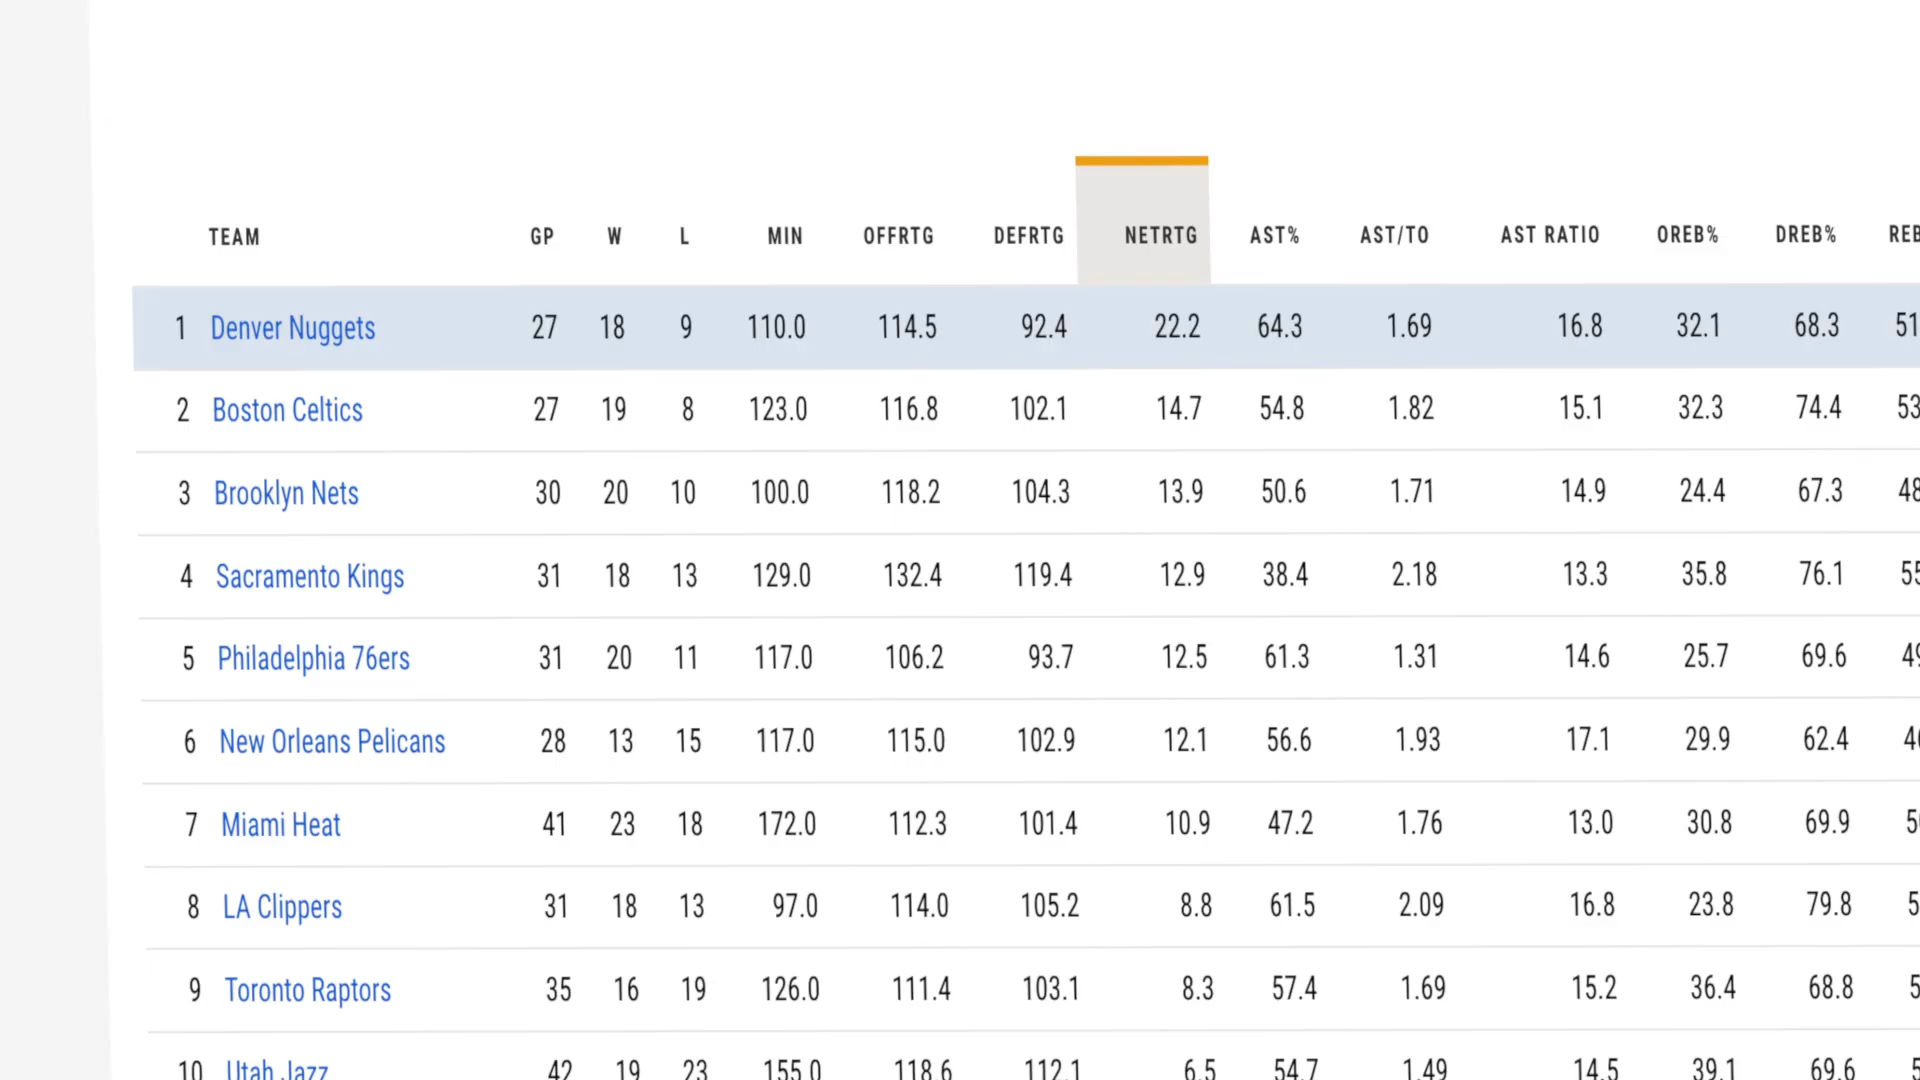 TEAM GP W L MIN OFFRTG DEFRTG NETRTG AST% AST/TO AST RATIO OREB% DREB% REB
1 Denver Nuggets 27 18 9 110.0 114.5 92.4 22.2 64.3 1.69 16.8 32.1 68.3 51
2 Boston Celtics 27 19 8 123.0 116.8 102.1 14.7 54.8 1.82 15.1 32.3 74.4 53
3 Brooklyn Nets 30 20 10 100.0 118.2 104.3 13.9 50.6 1.71 14.9 24.4 67.3 48
4 Sacramento Kings 31 18 13 129.0 132.4 119.4 12.9 38.4 2.18 13.3 35.8 76.1 55
5 Philadelphia 76ers 31 20 11 117.0 106.2 93.7 12.5 61.3 1.31 14.6 25.7 69.6 49
6 New Orleans Pelicans 28 13 15 117.0 115.0 102.9 12.1 56.6 1.93 17.1 29.9 62.4
7 Miami Heat 41 23 18 172.0 112.3 101.4 10.9 47.2 1.76 13.0 30.8 69.9 5
8 LA Clippers 31 18 13 97.0 114.0 105.2 8.8 61.5 2.09 16.8 23.8 79.8 5
9 Toronto Raptors 35 16 19 126.0 111.4 103.1 8.3 57.4 1.69 15.2 36.4 68.8 5
10 Utah Jazz 42 19 23 155.0 118.6 112.1 6.5 54.7 1.49 14.5 39.1 69.6 5